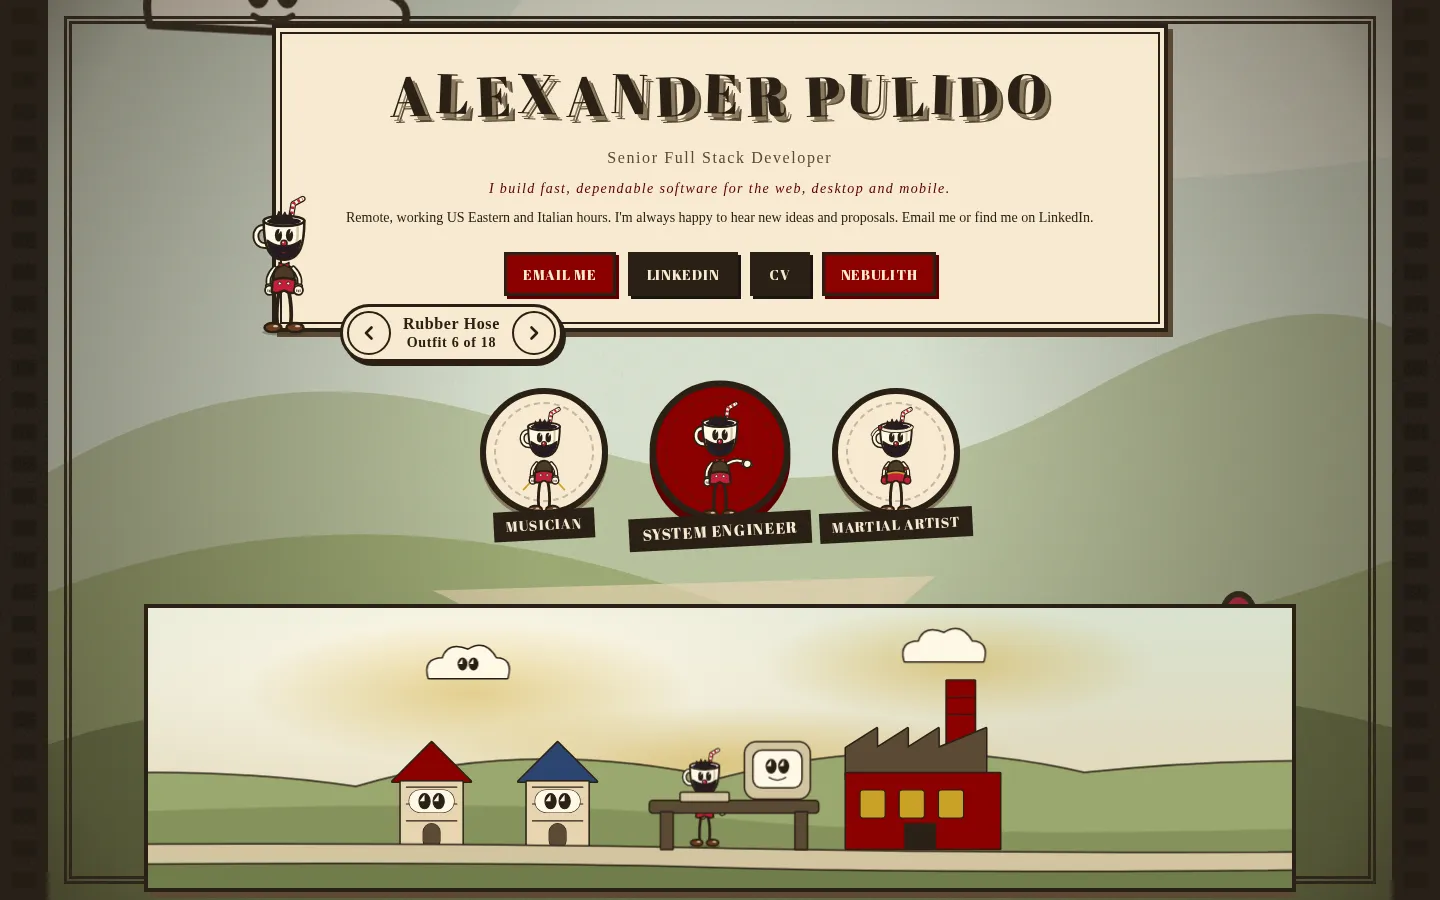 ALEXANDER PULIDO
Senior Full Stack Developer
I build fast, dependable software for the web, desktop and mobile.
Remote, working US Eastern and Italian hours. I'm always happy to hear new ideas and proposals. Email me or find me on LinkedIn.
EMAIL ME LINKEDIN CV NEBULITH
Rubber Hose
Outfit 6 of 18
MUSICIAN SYSTEM ENGINEER MARTIAL ARTIST